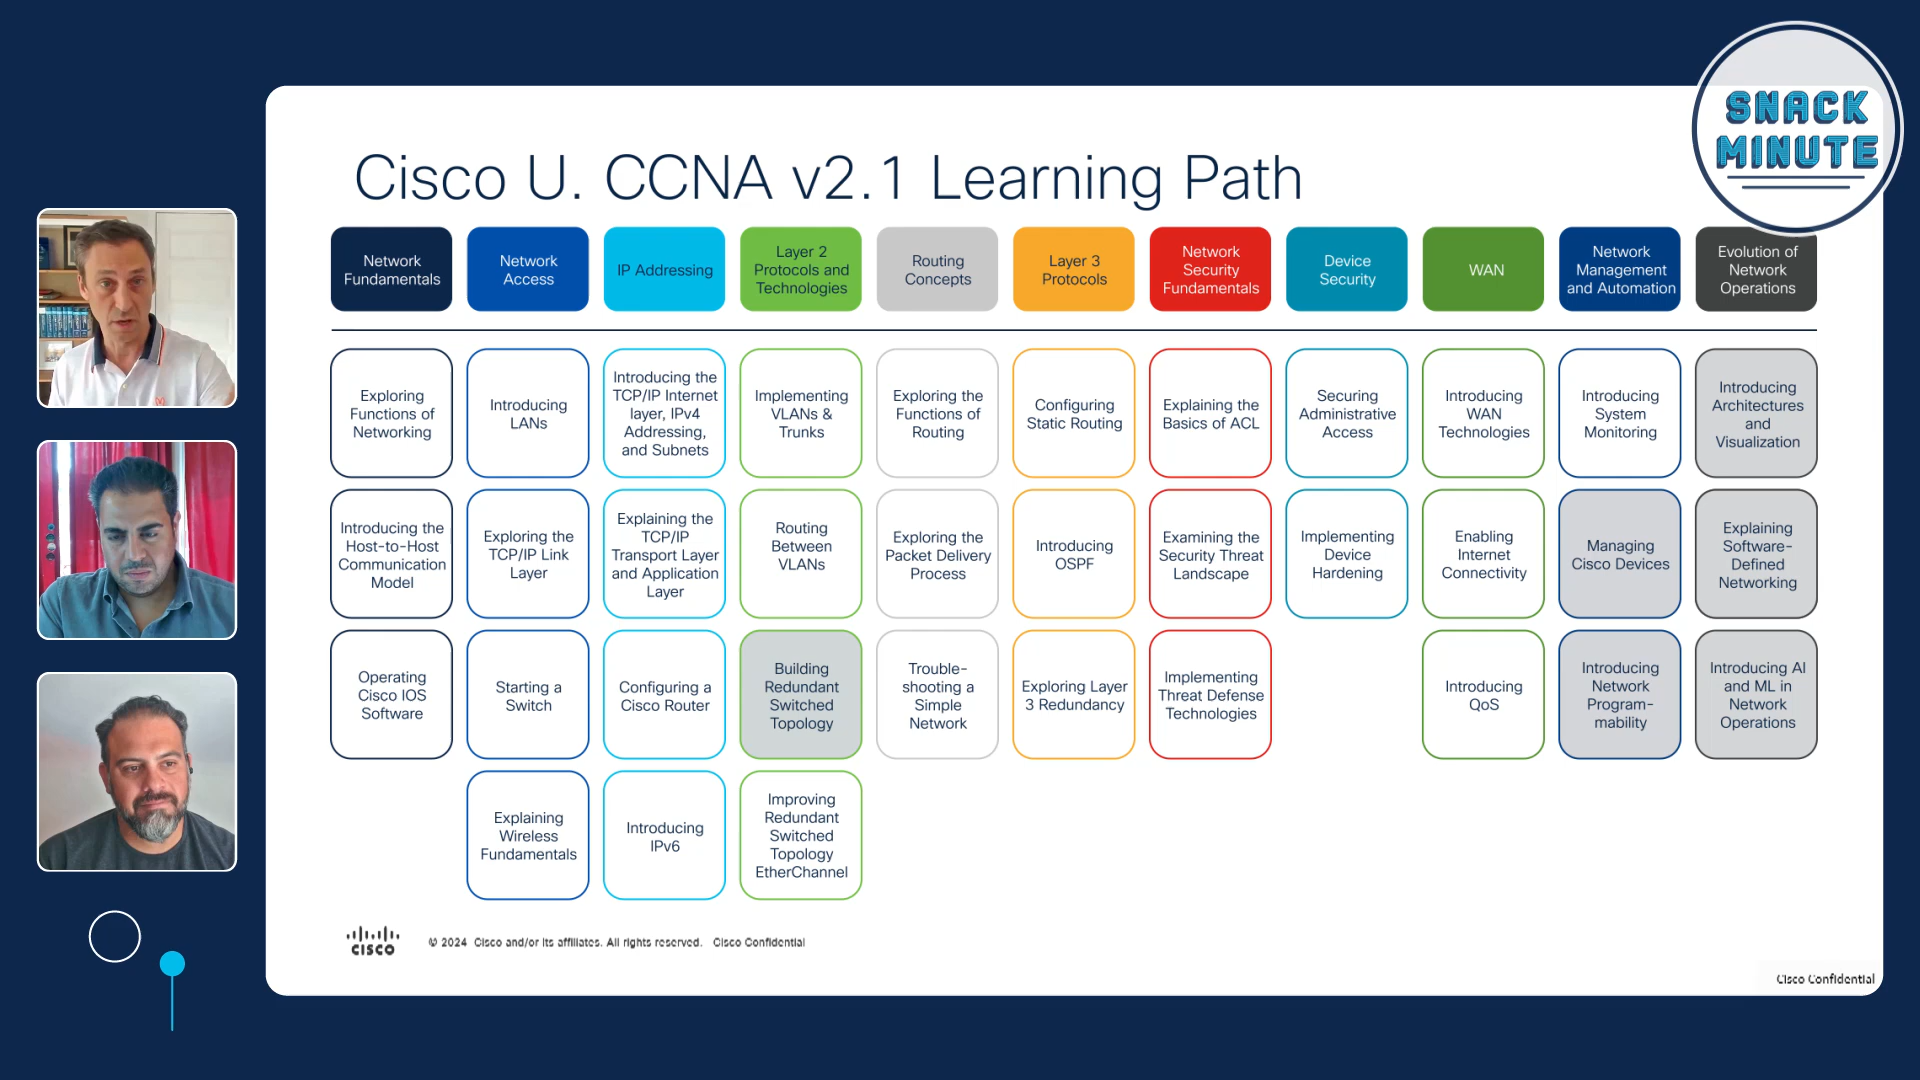 SNACK
MINUTE
Cisco U. CCNA v2.1 Learning Path
Network
Fundamentals
Network
Access
IP Addressing
Layer 2
Protocols and
Technologies
Routing
Concepts
Layer 3
Protocols
Network
Security
Fundamentals
Device
Security
WAN
Network
Management
and Automation
Evolution of
Network
Operations
Exploring
Functions of
Networking
Introducing
LANs
Introducing the
TCP/IP Internet
layer, IPv4
Addressing,
and Subnets
Implementing
VLANs &
Trunks
Exploring the
Functions of
Routing
Configuring
Static Routing
Explaining the
Basics of ACL
Securing
Administrative
Access
Introducing
WAN
Technologies
Introducing
System
Monitoring
Introducing
Architectures
and
Visualization
Introducing the
Host-to-Host
Communication
Model
Exploring the
TCP/IP Link
Layer
Explaining the
TCP/IP
Transport Layer
and Application
Layer
Routing
Between
VLANs
Exploring the
Packet Delivery
Process
Introducing
OSPF
Examining the
Security Threat
Landscape
Implementing
Device
Hardening
Enabling
Internet
Connectivity
Managing
Cisco Devices
Explaining
Software-
Defined
Networking
Operating
Cisco IOS
Software
Starting a
Switch
Configuring a
Cisco Router
Building
Redundant
Switched
Topology
Trouble-
shooting a
Simple
Network
Exploring Layer
3 Redundancy
Implementing
Threat Defense
Technologies
Introducing
QoS
Introducing
Network
Program-
mability
Introducing AI
and ML in
Network
Operations
Explaining
Wireless
Fundamentals
Introducing
IPv6
Improving
Redundant
Switched
Topology
EtherChannel
CISCO
© 2024 Cisco and/or its affiliates. All rights reserved. Cisco Confidential
Cisco Confidential